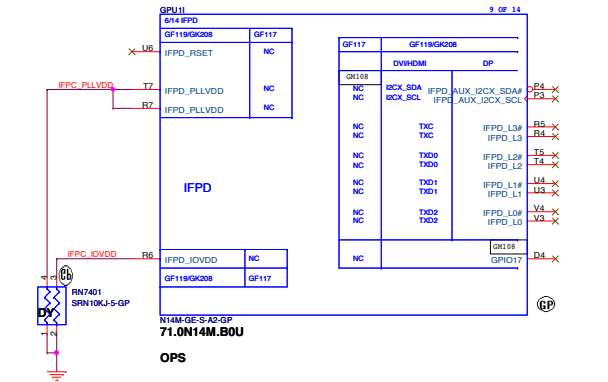 GPU1I 9 OF 14
6/14 IFPD
GF119/GK208 GF117
U6 IFPD_RSET NC
GF117 GF119/GK208
DVI/HDMI DP
GM108
IFPC_PLLVDD T7 IFPD_PLLVDD NC
R7 IFPD_PLLVDD NC
NC I2CX_SDA IFPD_AUX_I2CX_SDA# P4
NC I2CX_SCL IFPD_AUX_I2CX_SCL P3
NC TXC IFPD_L3# R5
NC TXC IFPD_L3 R4
NC TXD0 IFPD_L2# T5
NC TXD0 IFPD_L2 T4
NC TXD1 IFPD_L1# U4
NC TXD1 IFPD_L1 U3
IFPD
NC TXD2 IFPD_L0# V4
NC TXD2 IFPD_L0 V3
GM108
IFPC_IOVDD R6 IFPD_IOVDD NC
NC GPIO17 D4
GF119/GK208 GF117
4 3
RN7401
SRN10KJ-5-GP
DY
1 2
GP
N14M-GE-S-A2-GP
71.0N14M.B0U
OPS